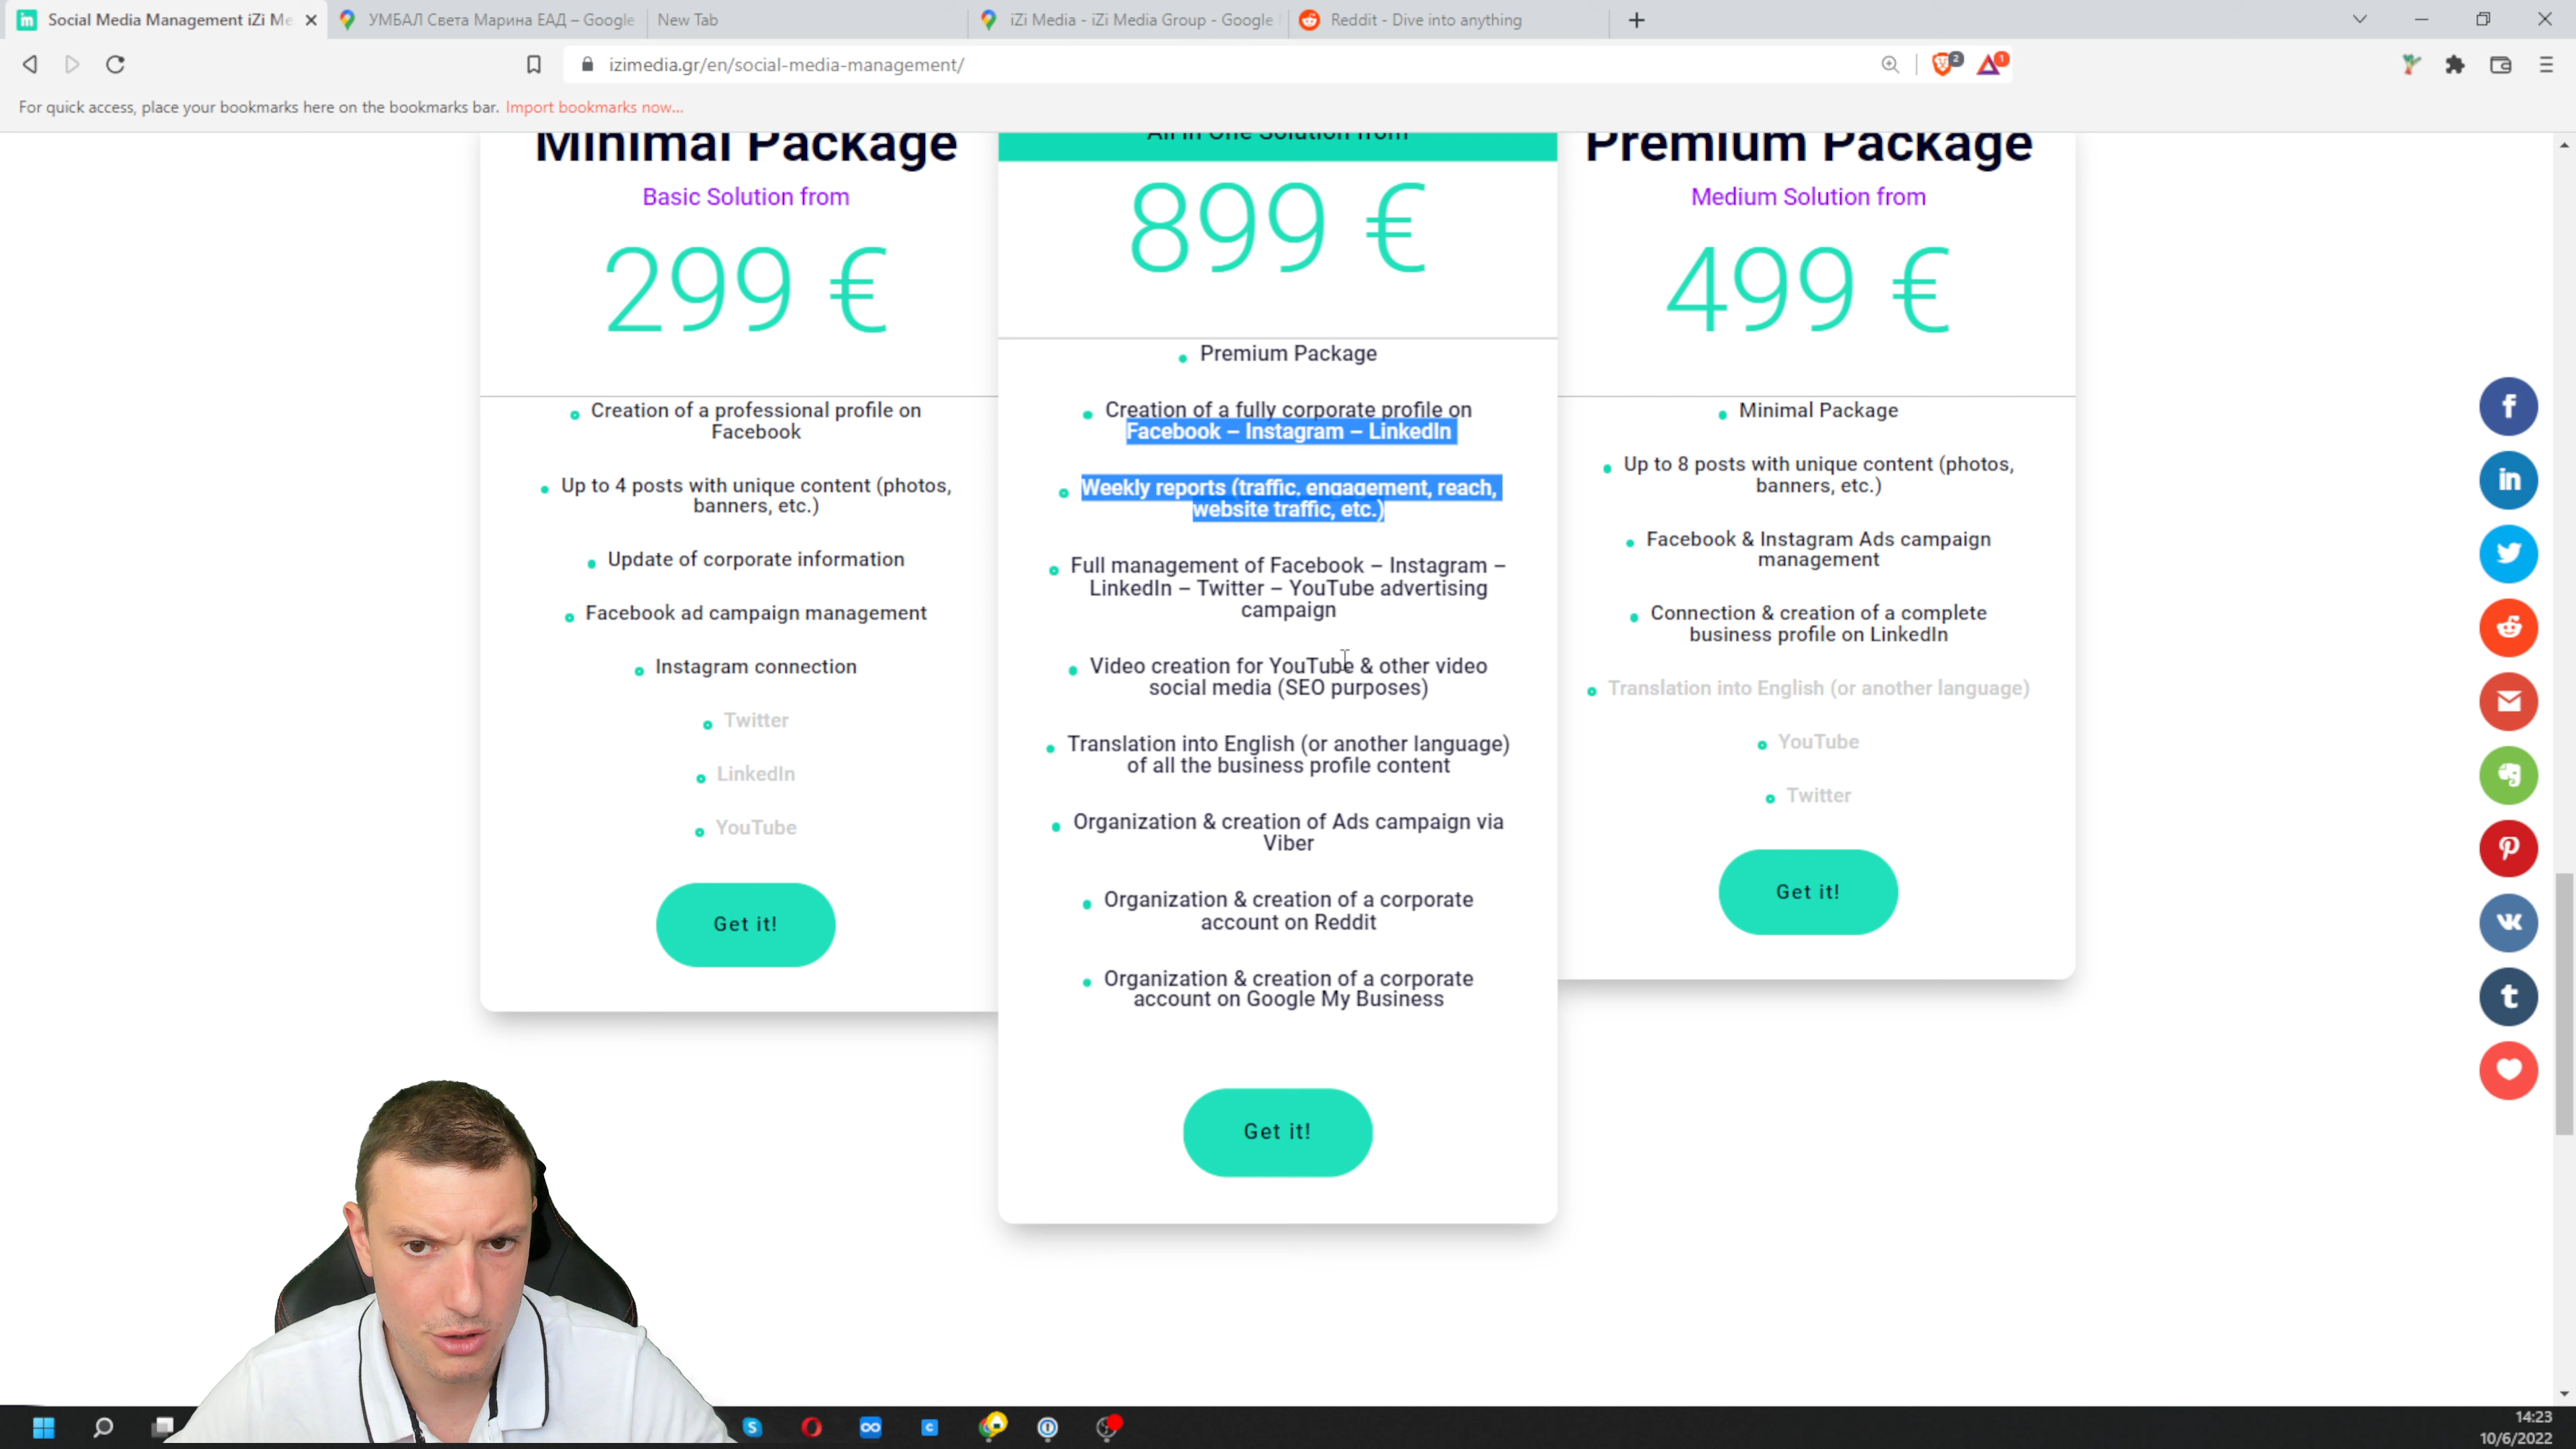 Social Media Management iZi Me
УМБАЛ Света Марина ЕАД – Google
New Tab
iZi Media - iZi Media Group - Google
Reddit - Dive into anything
izimedia.gr/en/social-media-management/
2
1
For quick access, place your bookmarks here on the bookmarks bar. Import bookmarks now...
Minimal Package
Basic Solution from
299 €
Creation of a professional profile on
Facebook
Up to 4 posts with unique content (photos,
banners, etc.)
Update of corporate information
Facebook ad campaign management
Instagram connection
Twitter
LinkedIn
YouTube
Get it!
All In One Solution from
899 €
Premium Package
Creation of a fully corporate profile on
Facebook – Instagram – LinkedIn
Weekly reports (traffic, engagement, reach,
website traffic, etc.)
Full management of Facebook – Instagram –
LinkedIn – Twitter – YouTube advertising
campaign
Video creation for YouTube & other video
social media (SEO purposes)
Translation into English (or another language)
of all the business profile content
Organization & creation of Ads campaign via
Viber
Organization & creation of a corporate
account on Reddit
Organization & creation of a corporate
account on Google My Business
Get it!
Premium Package
Medium Solution from
499 €
Minimal Package
Up to 8 posts with unique content (photos,
banners, etc.)
Facebook & Instagram Ads campaign
management
Connection & creation of a complete
business profile on LinkedIn
Translation into English (or another language)
YouTube
Twitter
Get it!
14:23
10/6/2022